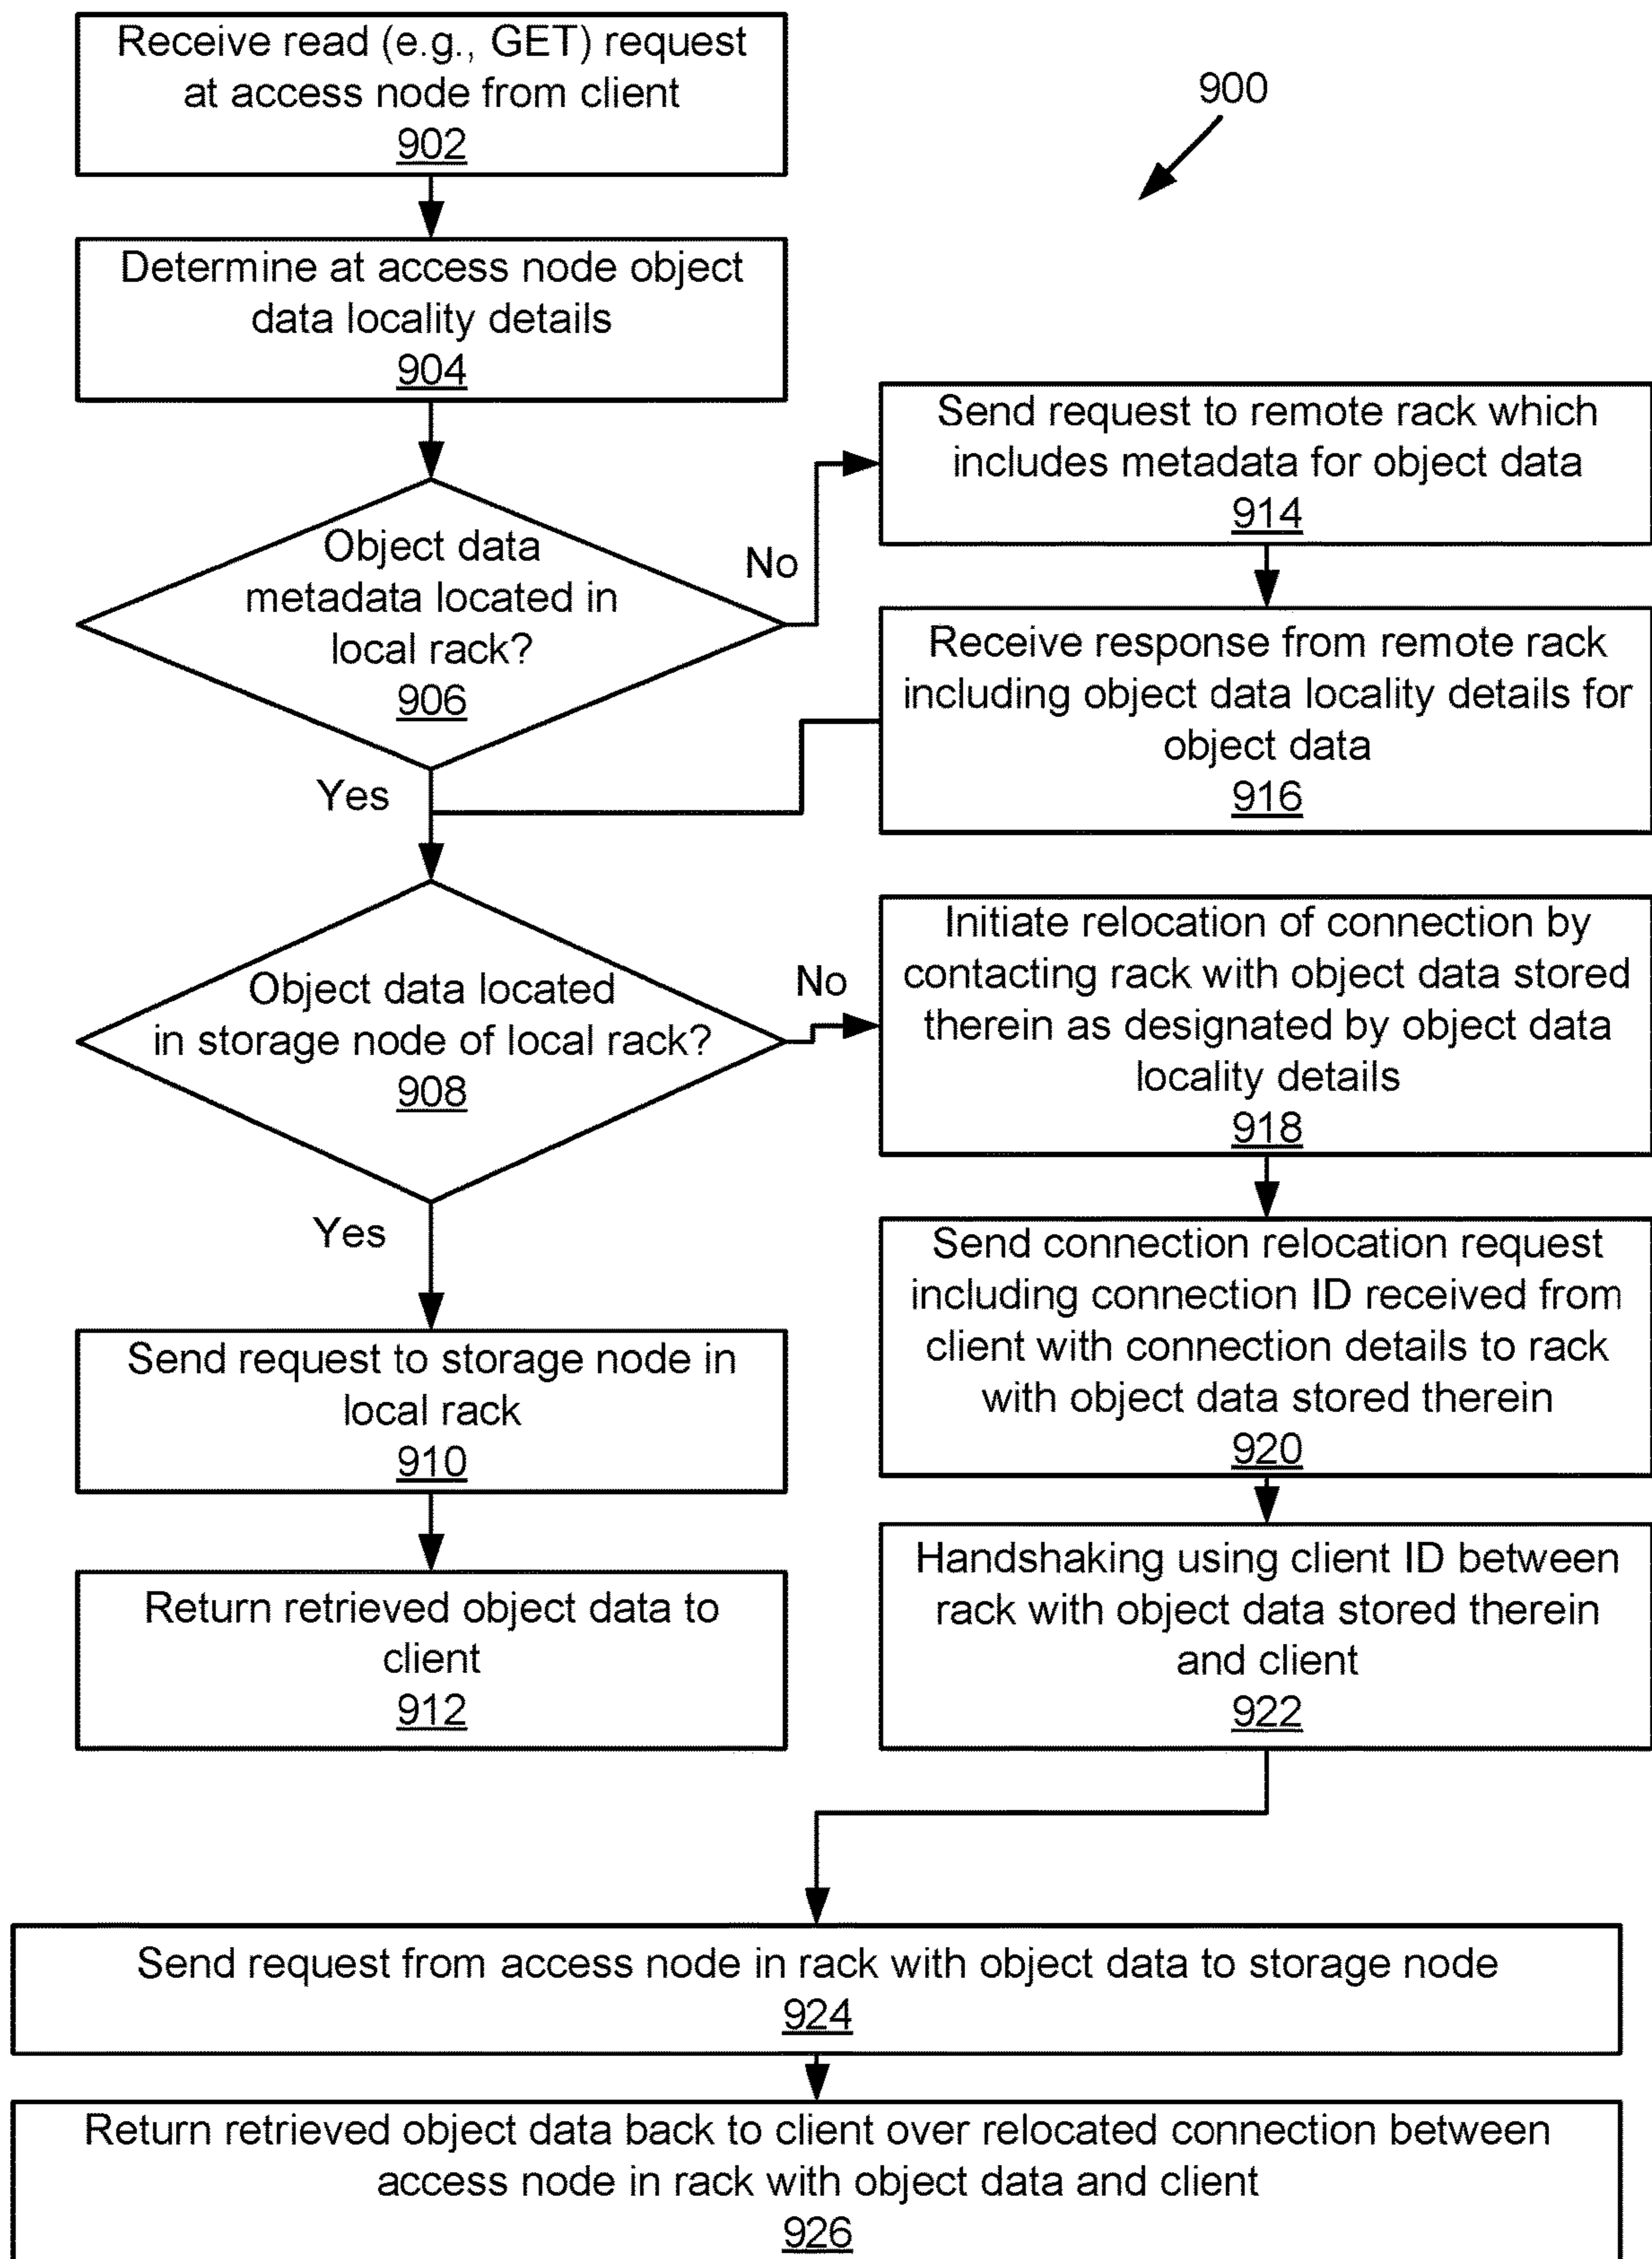 Receive read (e.g., GET) request
at access node from client
902
900
Determine at access node object
data locality details
904
Object data
metadata located in
local rack?
906
No
Yes
Send request to remote rack which
includes metadata for object data
914
Receive response from remote rack
including object data locality details for
object data
916
Object data located
in storage node of local rack?
908
No
Yes
Initiate relocation of connection by
contacting rack with object data stored
therein as designated by object data
locality details
918
Send request to storage node in
local rack
910
Return retrieved object data to
client
912
Send connection relocation request
including connection ID received from
client with connection details to rack
with object data stored therein
920
Handshaking using client ID between
rack with object data stored therein
and client
922
Send request from access node in rack with object data to storage node
924
Return retrieved object data back to client over relocated connection between
access node in rack with object data and client
926